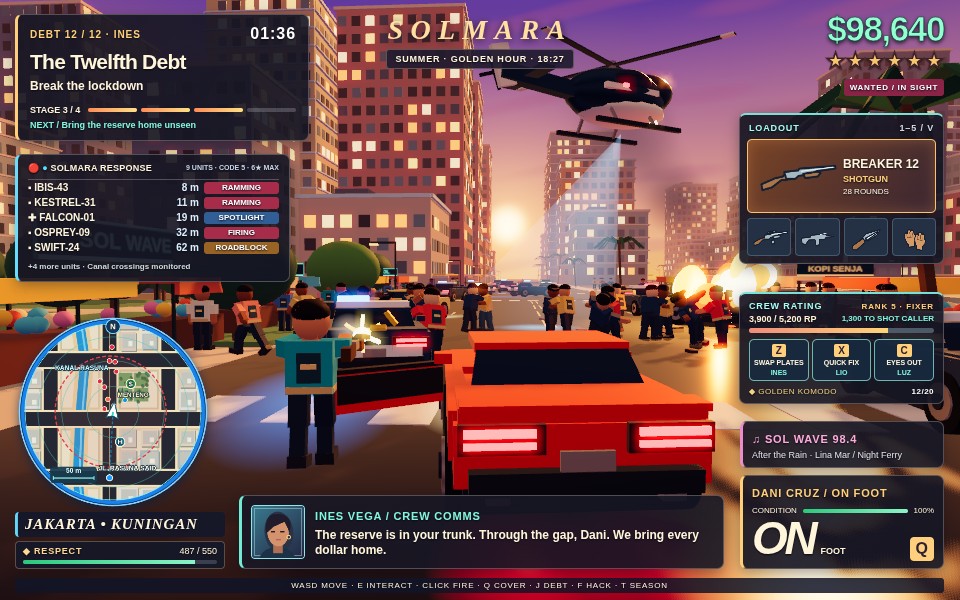 DEBT 12 / 12 · INES
01:36
The Twelfth Debt
Break the lockdown
STAGE 3 / 4
NEXT / Bring the reserve home unseen
SOLMARA
SUMMER · GOLDEN HOUR · 18:27
$98,640
WANTED / IN SIGHT
SOLMARA RESPONSE
9 UNITS · CODE 5 · 6★ MAX
IBIS-43 8 m RAMMING
KESTREL-31 11 m RAMMING
FALCON-01 19 m SPOTLIGHT
OSPREY-09 32 m FIRING
SWIFT-24 62 m ROADBLOCK
+4 more units · Canal crossings monitored
SOL WAVE
LOADOUT
1–5 / V
BREAKER 12
SHOTGUN
28 ROUNDS
KOPI SENJA
CREW RATING
RANK 5 · FIXER
3,900 / 5,200 RP
1,300 TO SHOT CALLER
Z
SWAP PLATES
INES
X
QUICK FIX
LIO
C
EYES OUT
LUZ
◆ GOLDEN KOMODO
12/20
♫ SOL WAVE 98.4
After the Rain · Lina Mar / Night Ferry
DANI CRUZ / ON FOOT
CONDITION
100%
ON FOOT
Q
N
S
MENTENG
H
50 m
JL. RASUNA SAID
JAKARTA • KUNINGAN
◆ RESPECT
487 / 550
INES VEGA / CREW COMMS
The reserve is in your trunk. Through the gap, Dani. We bring every
dollar home.
WASD MOVE · E INTERACT · CLICK FIRE · Q COVER · J DEBT · F HACK · T SEASON